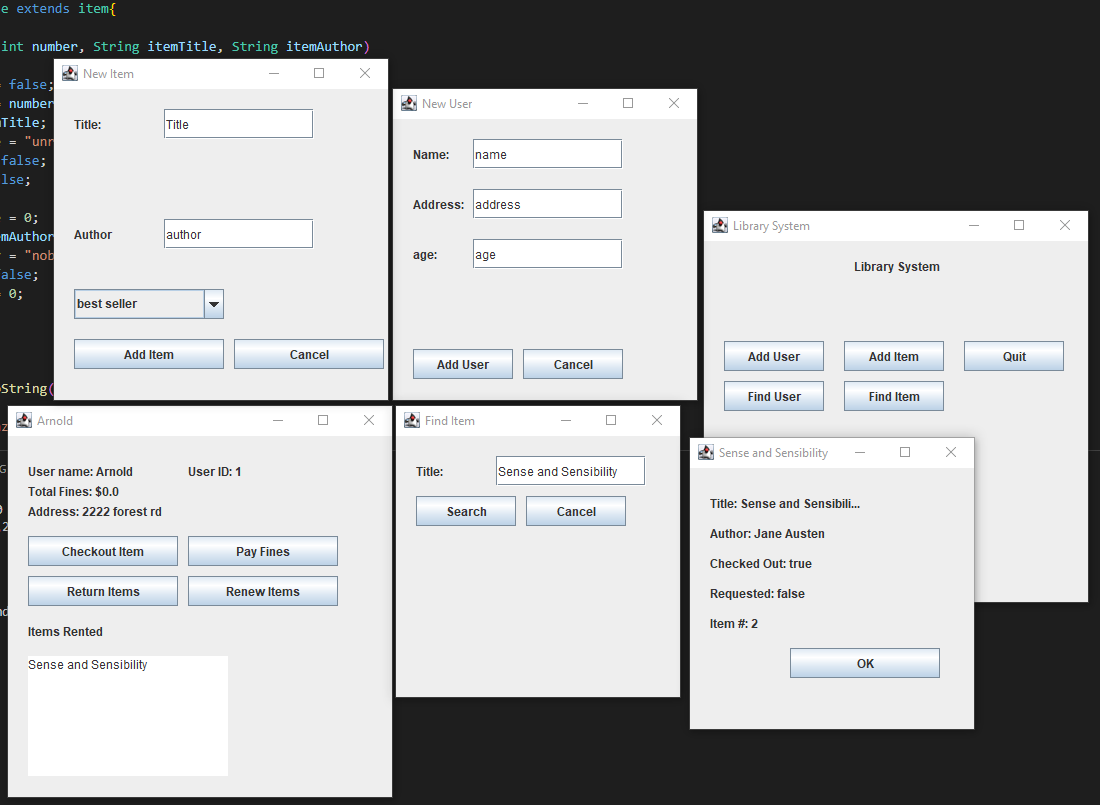 e extends item{
int number, String itemTitle, String itemAuthor)
= false;
= number
mTitle;
= "unr
false;
lse;
= 0;
emAuthor
= "nob
false;
= 0;
String(
New Item
Title:
Title
Author
author
best seller
Add Item
Cancel
New User
Name:
name
Address:
address
age:
age
Add User
Cancel
Library System
Library System
Add User
Add Item
Quit
Find User
Find Item
Arnold
User name: Arnold
User ID: 1
Total Fines: $0.0
Address: 2222 forest rd
Checkout Item
Pay Fines
Return Items
Renew Items
Items Rented
Sense and Sensibility
Find Item
Title:
Sense and Sensibility
Search
Cancel
Sense and Sensibility
Title: Sense and Sensibili...
Author: Jane Austen
Checked Out: true
Requested: false
Item #: 2
OK